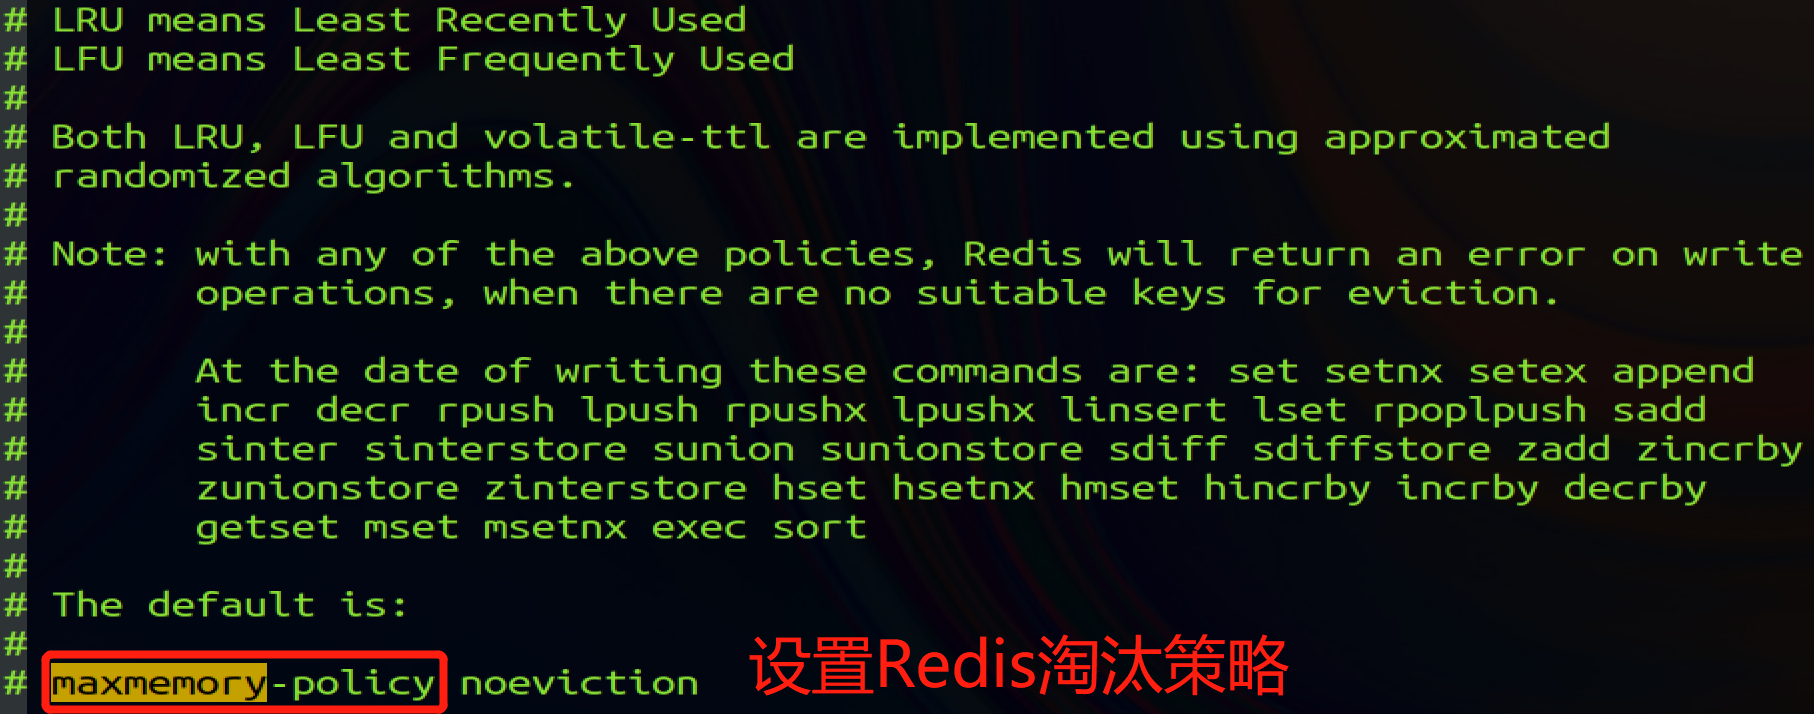 # LRU means Least Recently Used
# LFU means Least Frequently Used
#
# Both LRU, LFU and volatile-ttl are implemented using approximated
# randomized algorithms.
#
# Note: with any of the above policies, Redis will return an error on write
#       operations, when there are no suitable keys for eviction.
#
#       At the date of writing these commands are: set setnx setex append
#       incr decr rpush lpush rpushx lpushx linsert lset rpoplpush sadd
#       sinter sinterstore sunion sunionstore sdiff sdiffstore zadd zincrby
#       zunionstore zinterstore hset hsetnx hmset hincrby incrby decrby
#       getset mset msetnx exec sort
#
# The default is:
#
# maxmemory-policy noeviction
设置Redis淘汰策略